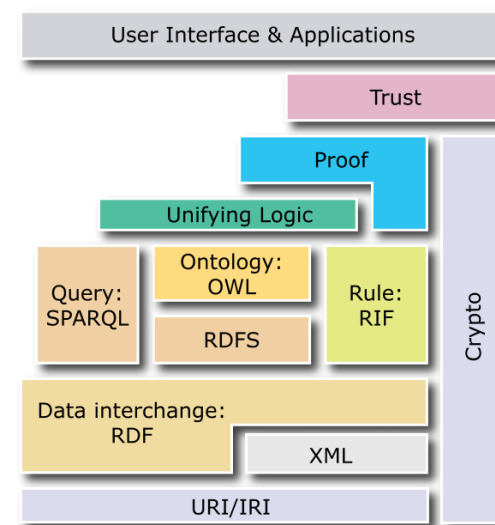 User Interface & Applications
Trust
Proof
Unifying Logic
Query:
SPARQL
Ontology:
OWL
RDFS
Rule:
RIF
Crypto
Data interchange:
RDF
XML
URI/IRI